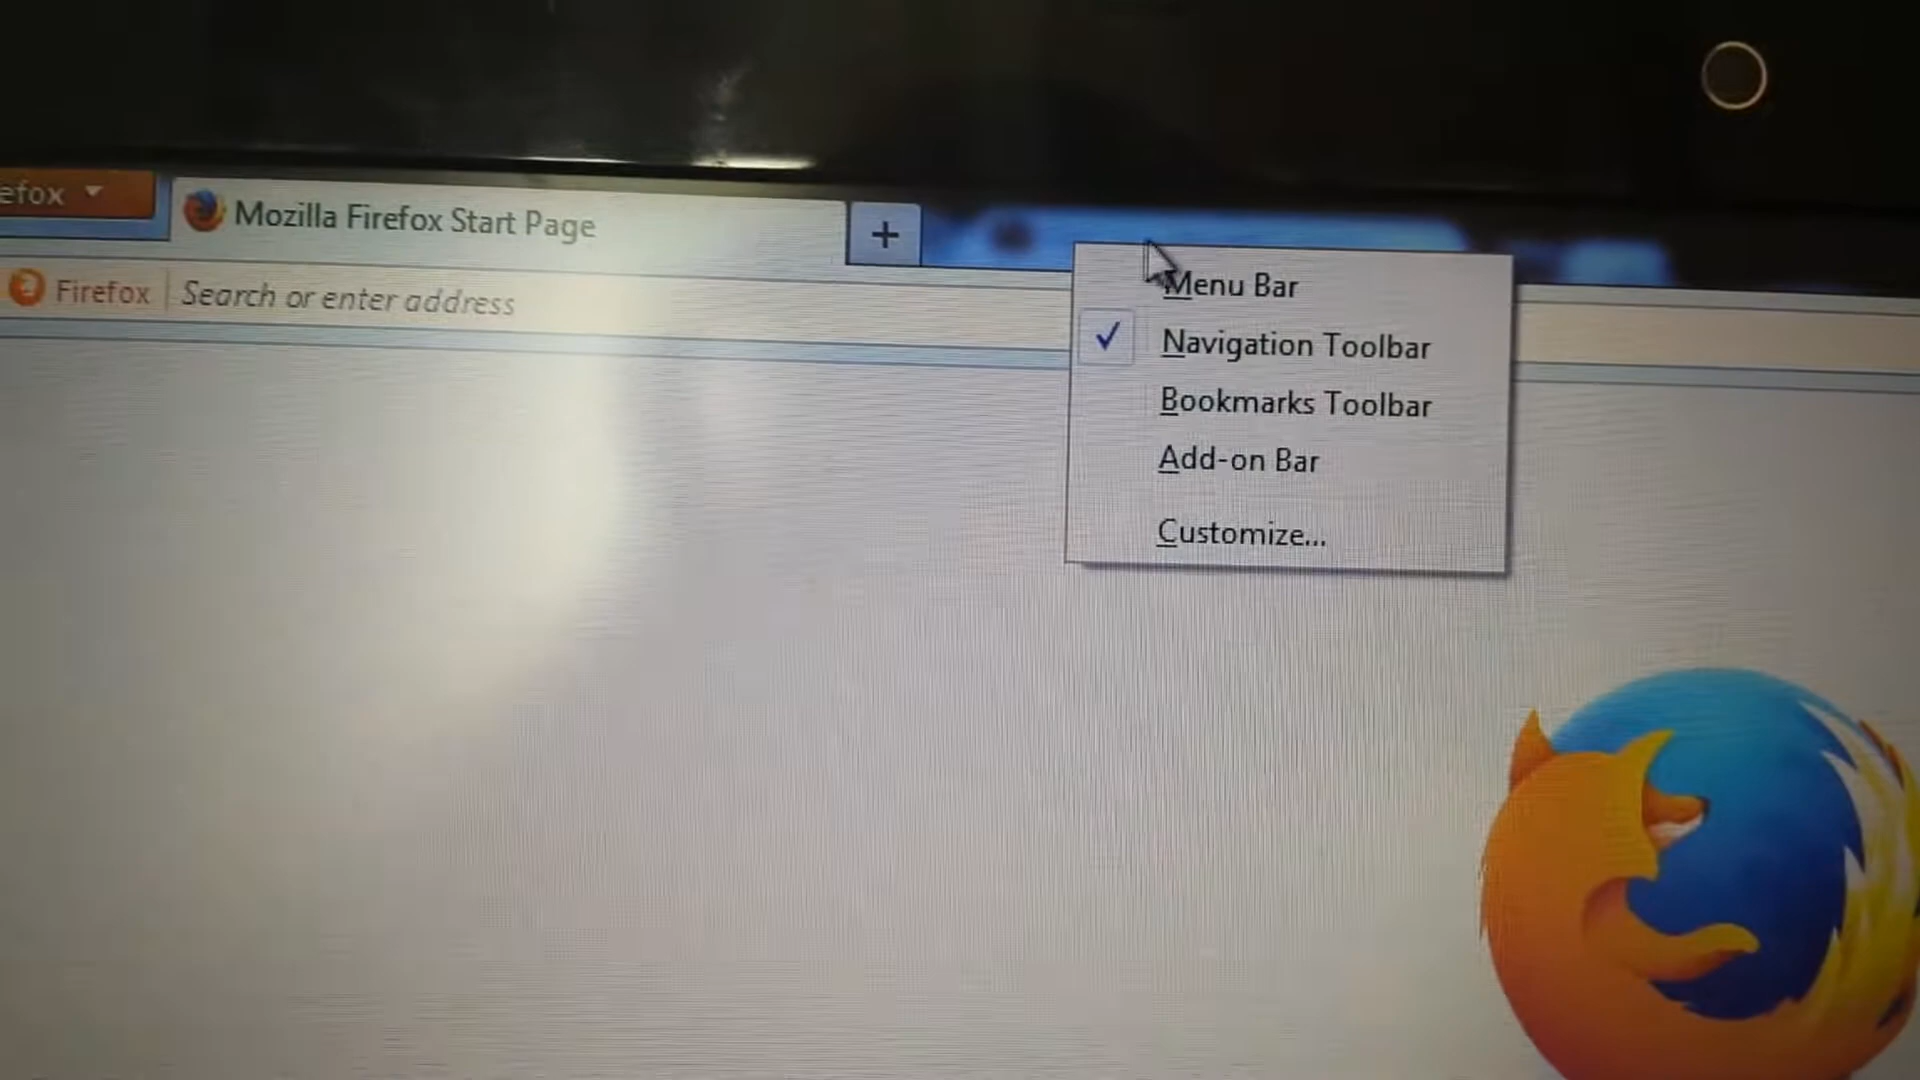 efox
Mozilla Firefox Start Page
+
Firefox
Search or enter address
Menu Bar
Navigation Toolbar
Bookmarks Toolbar
Add-on Bar
Customize...